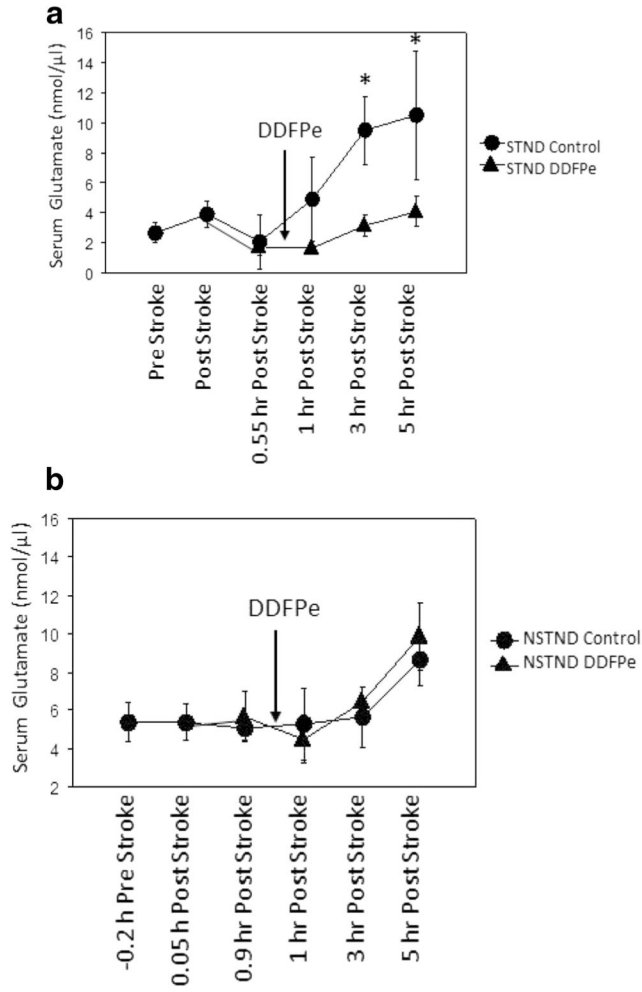 a
Serum Glutamate (nmol/µl)
16
14
12
10
8
6
4
2
0
DDFPe
*
*
STND Control
STND DDFPe
Pre Stroke
Post Stroke
0.55 hr Post Stroke
1 hr Post Stroke
3 hr Post Stroke
5 hr Post Stroke
b
Serum Glutamate (nmol/µl)
16
14
12
10
8
6
4
2
DDFPe
NSTND Control
NSTND DDFPe
-0.2 h Pre Stroke
0.05 h Post Stroke
0.9 hr Post Stroke
1 hr Post Stroke
3 hr Post Stroke
5 hr Post Stroke